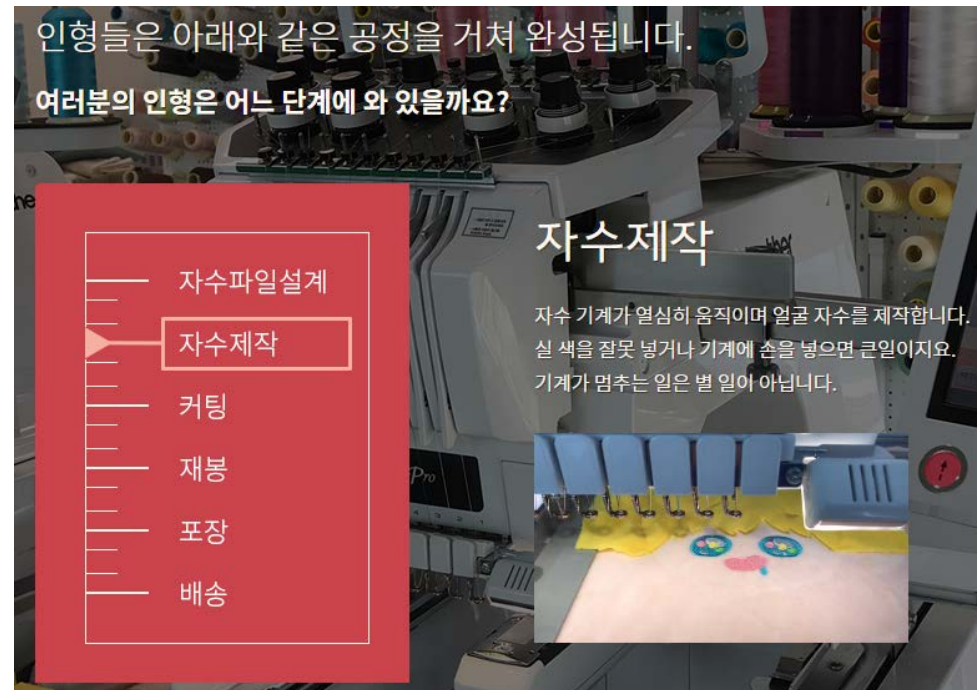 인형들은 아래와 같은 공정을 거쳐 완성됩니다.
여러분의 인형은 어느 단계에 와 있을까요?
자수파일설계
자수제작
커팅
재봉
포장
배송
자수제작
자수 기계가 열심히 움직이며 얼굴 자수를 제작합니다.
실 색을 잘못 넣거나 기계에 손을 넣으면 큰일이지요.
기계가 멈추는 일은 별 일이 아닙니다.
Pro